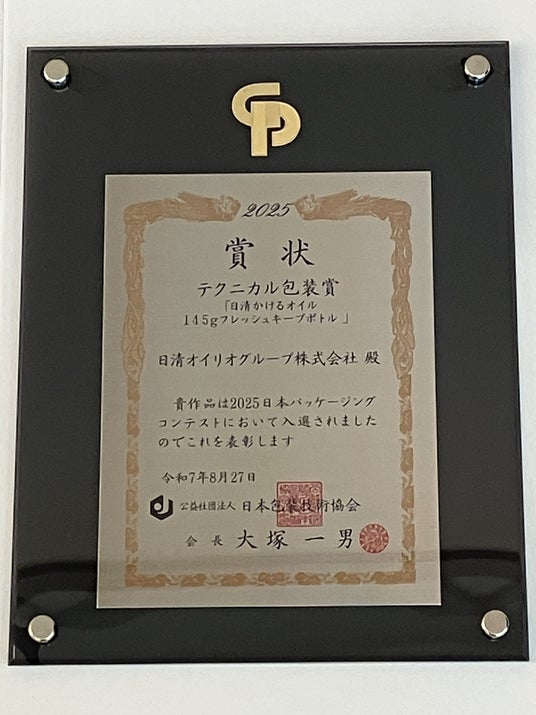 CP
2025
賞状
テクニカル包装賞
「日清かけるオイル
145gフレッシュキープボトル」
日清オイリオグループ株式会社 殿
貴作品は2025日本パッケージング
コンテストにおいて入選されました
のでこれを表彰します
令和7年8月27日
公益社団法人 日本包装技術協会
会長 大塚一男